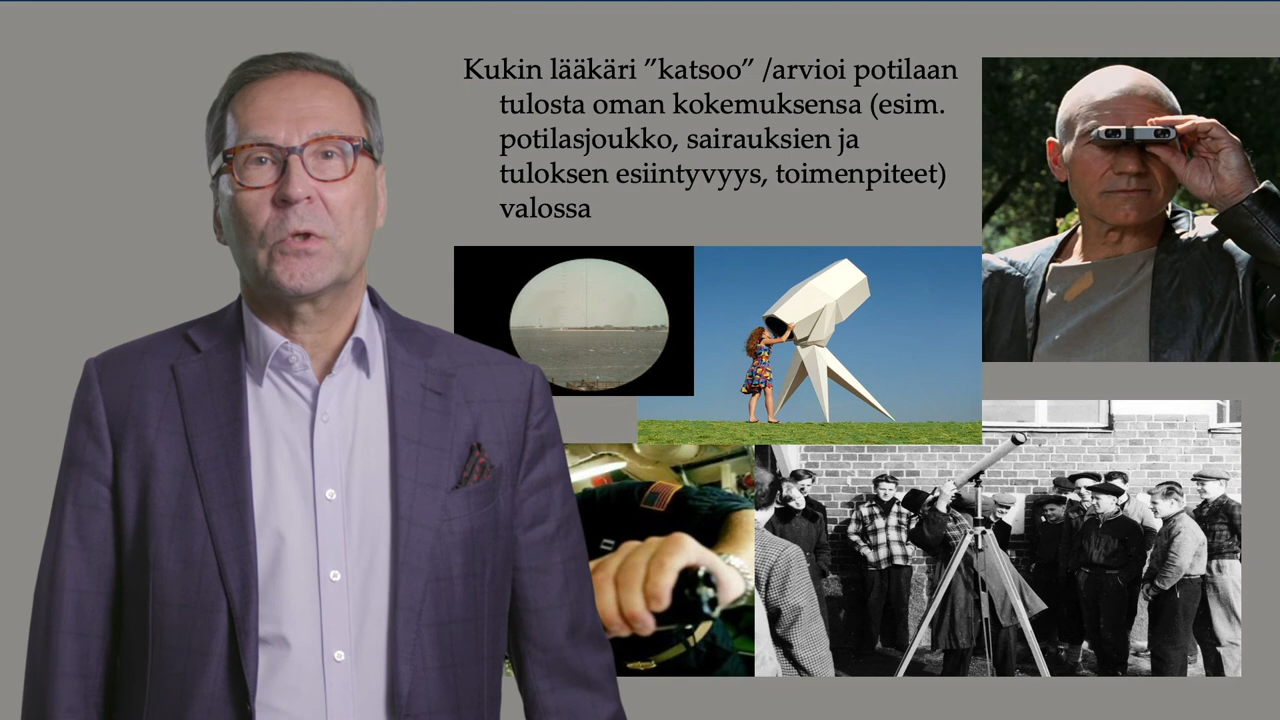 Kukin lääkäri ”katsoo” /arvioi potilaan
tulosta oman kokemuksensa (esim.
potilasjoukko, sairauksien ja
tuloksen esiintyvyys, toimenpiteet)
valossa